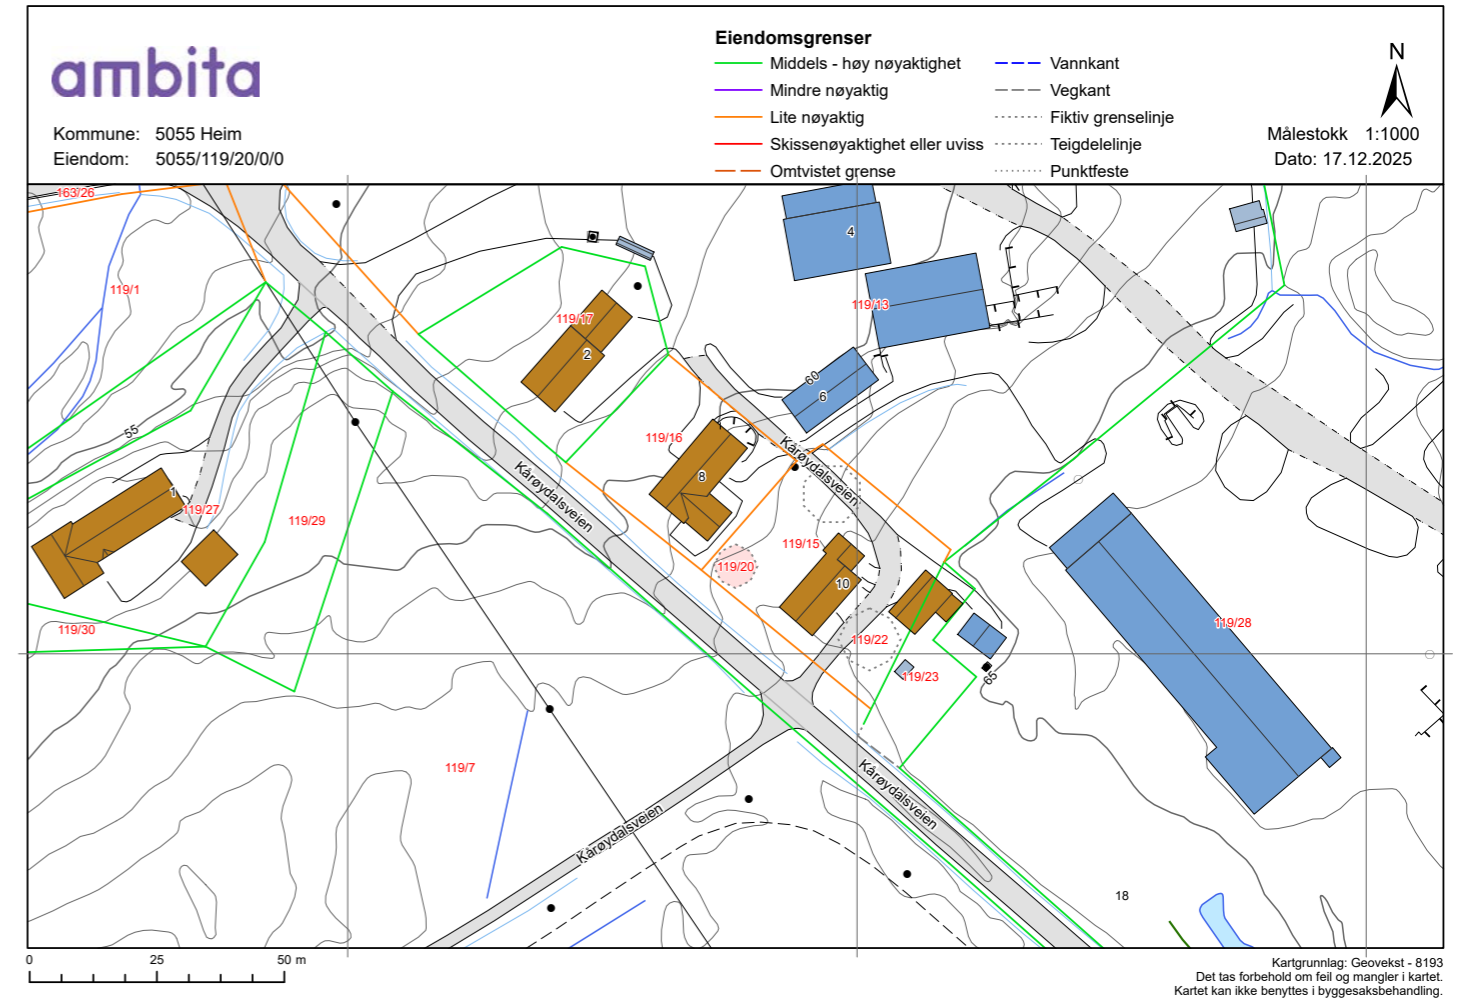 ambita
Kommune: 5055 Heim
Eiendom: 5055/119/20/0/0
Eiendomsgrenser
Middels - høy nøyaktighet
Mindre nøyaktig
Lite nøyaktig
Skissenøyaktighet eller uviss
Omtvistet grense
Vannkant
Vegkant
Fiktiv grenselinje
Teigdelelinje
Punktfeste
N
Målestokk 1:1000
Dato: 17.12.2025
163/26
119/1
119/17
2
4
119/13
60
6
55
119/16
8
Kårøydalsveien
Kårøydalsveien
1
119/27
119/29
119/15
119/20
10
119/30
119/22
119/23
65
119/28
119/7
Kårøydalsveien
Kårøydalsveien
18
0 25 50 m
Kartgrunnlag: Geovekst - 8193
Det tas forbehold om feil og mangler i kartet.
Kartet kan ikke benyttes i byggesaksbehandling.